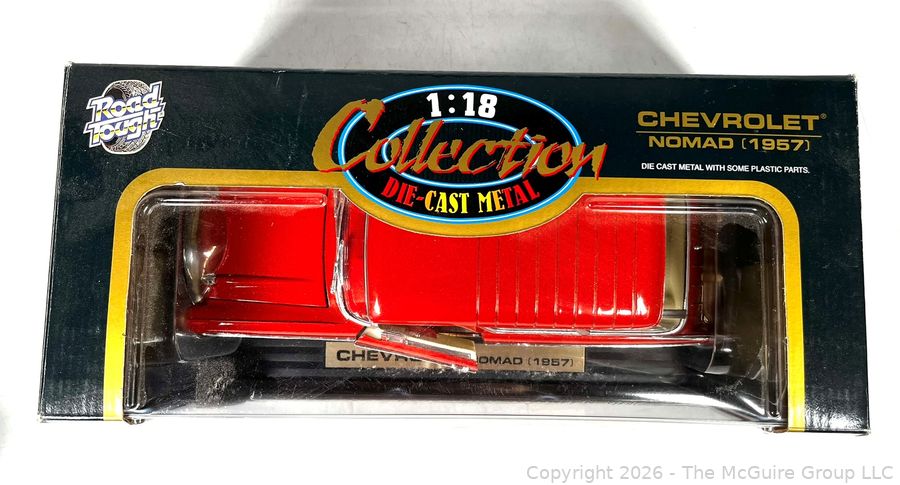 Road
Tough
1:18
Collection
DIE-CAST METAL
CHEVROLET®
NOMAD (1957)
DIE CAST METAL WITH SOME PLASTIC PARTS.
CHEVRO
NOMAD (1957)
Copyright 2026 - The McGuire Group LLC